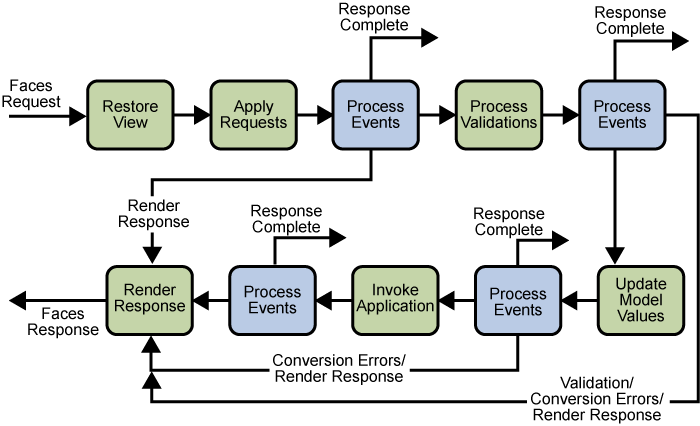 Response
Complete
Response
Complete
Faces
Request
Restore
View
Apply
Requests
Process
Events
Process
Validations
Process
Events
Render
Response
Response
Complete
Response
Complete
Render
Response
Process
Events
Invoke
Application
Process
Events
Update
Model
Values
Faces
Response
Conversion Errors/
Render Response
Validation/
Conversion Errors/
Render Response